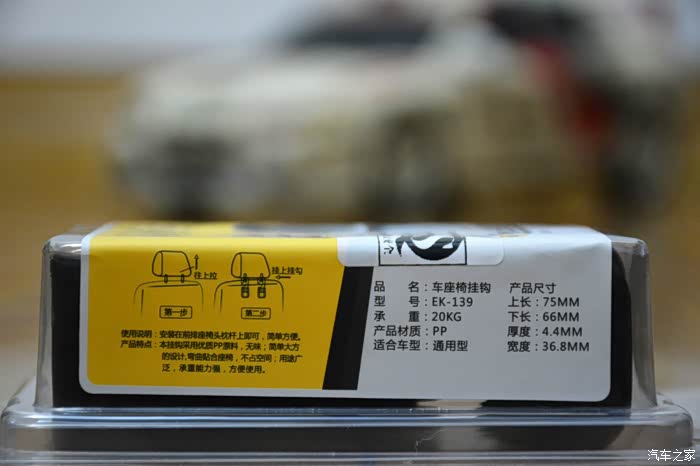 往上拉
挂上挂勾
第一步
第二步
使用说明：安装在前排座椅头枕杆上即可，简单方便。
产品特点：本挂钩采用优质PP原料，无味；简单大方
的设计,弯曲贴合座椅，不占空间；用途广
泛，承重能力强，方便使用。
品 名：车座椅挂钩
型 号：EK-139
承 重：20KG
产品材质：PP
适合车型：通用型
产品尺寸
上长：75MM
下长：66MM
厚度：4.4MM
宽度：36.8MM
汽车之家